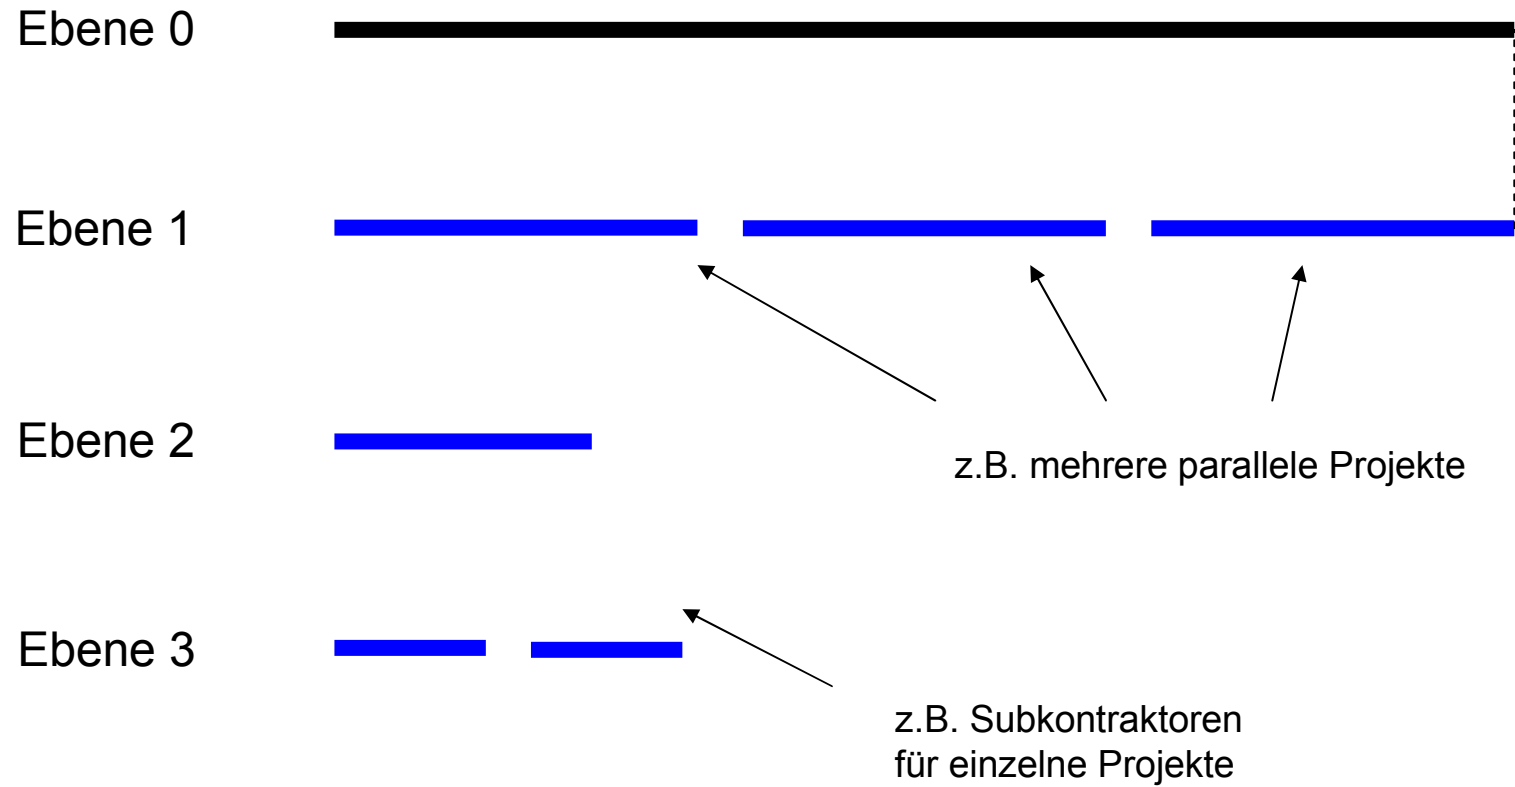 Ebene 0
Ebene 1
Ebene 2
z.B. mehrere parallele Projekte
Ebene 3
z.B. Subkontraktoren
für einzelne Projekte